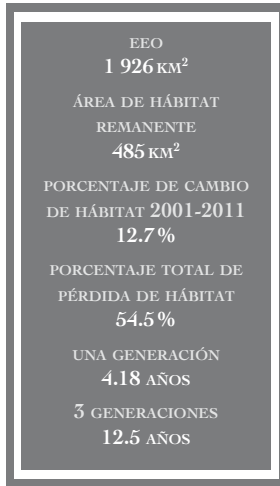 EEO
1 926 KM²
ÁREA DE HÁBITAT
REMANENTE
485 KM²
PORCENTAJE DE CAMBIO
DE HÁBITAT 2001-2011
12.7%
PORCENTAJE TOTAL DE
PÉRDIDA DE HÁBITAT
54.5%
UNA GENERACIÓN
4.18 AÑOS
3 GENERACIONES
12.5 AÑOS